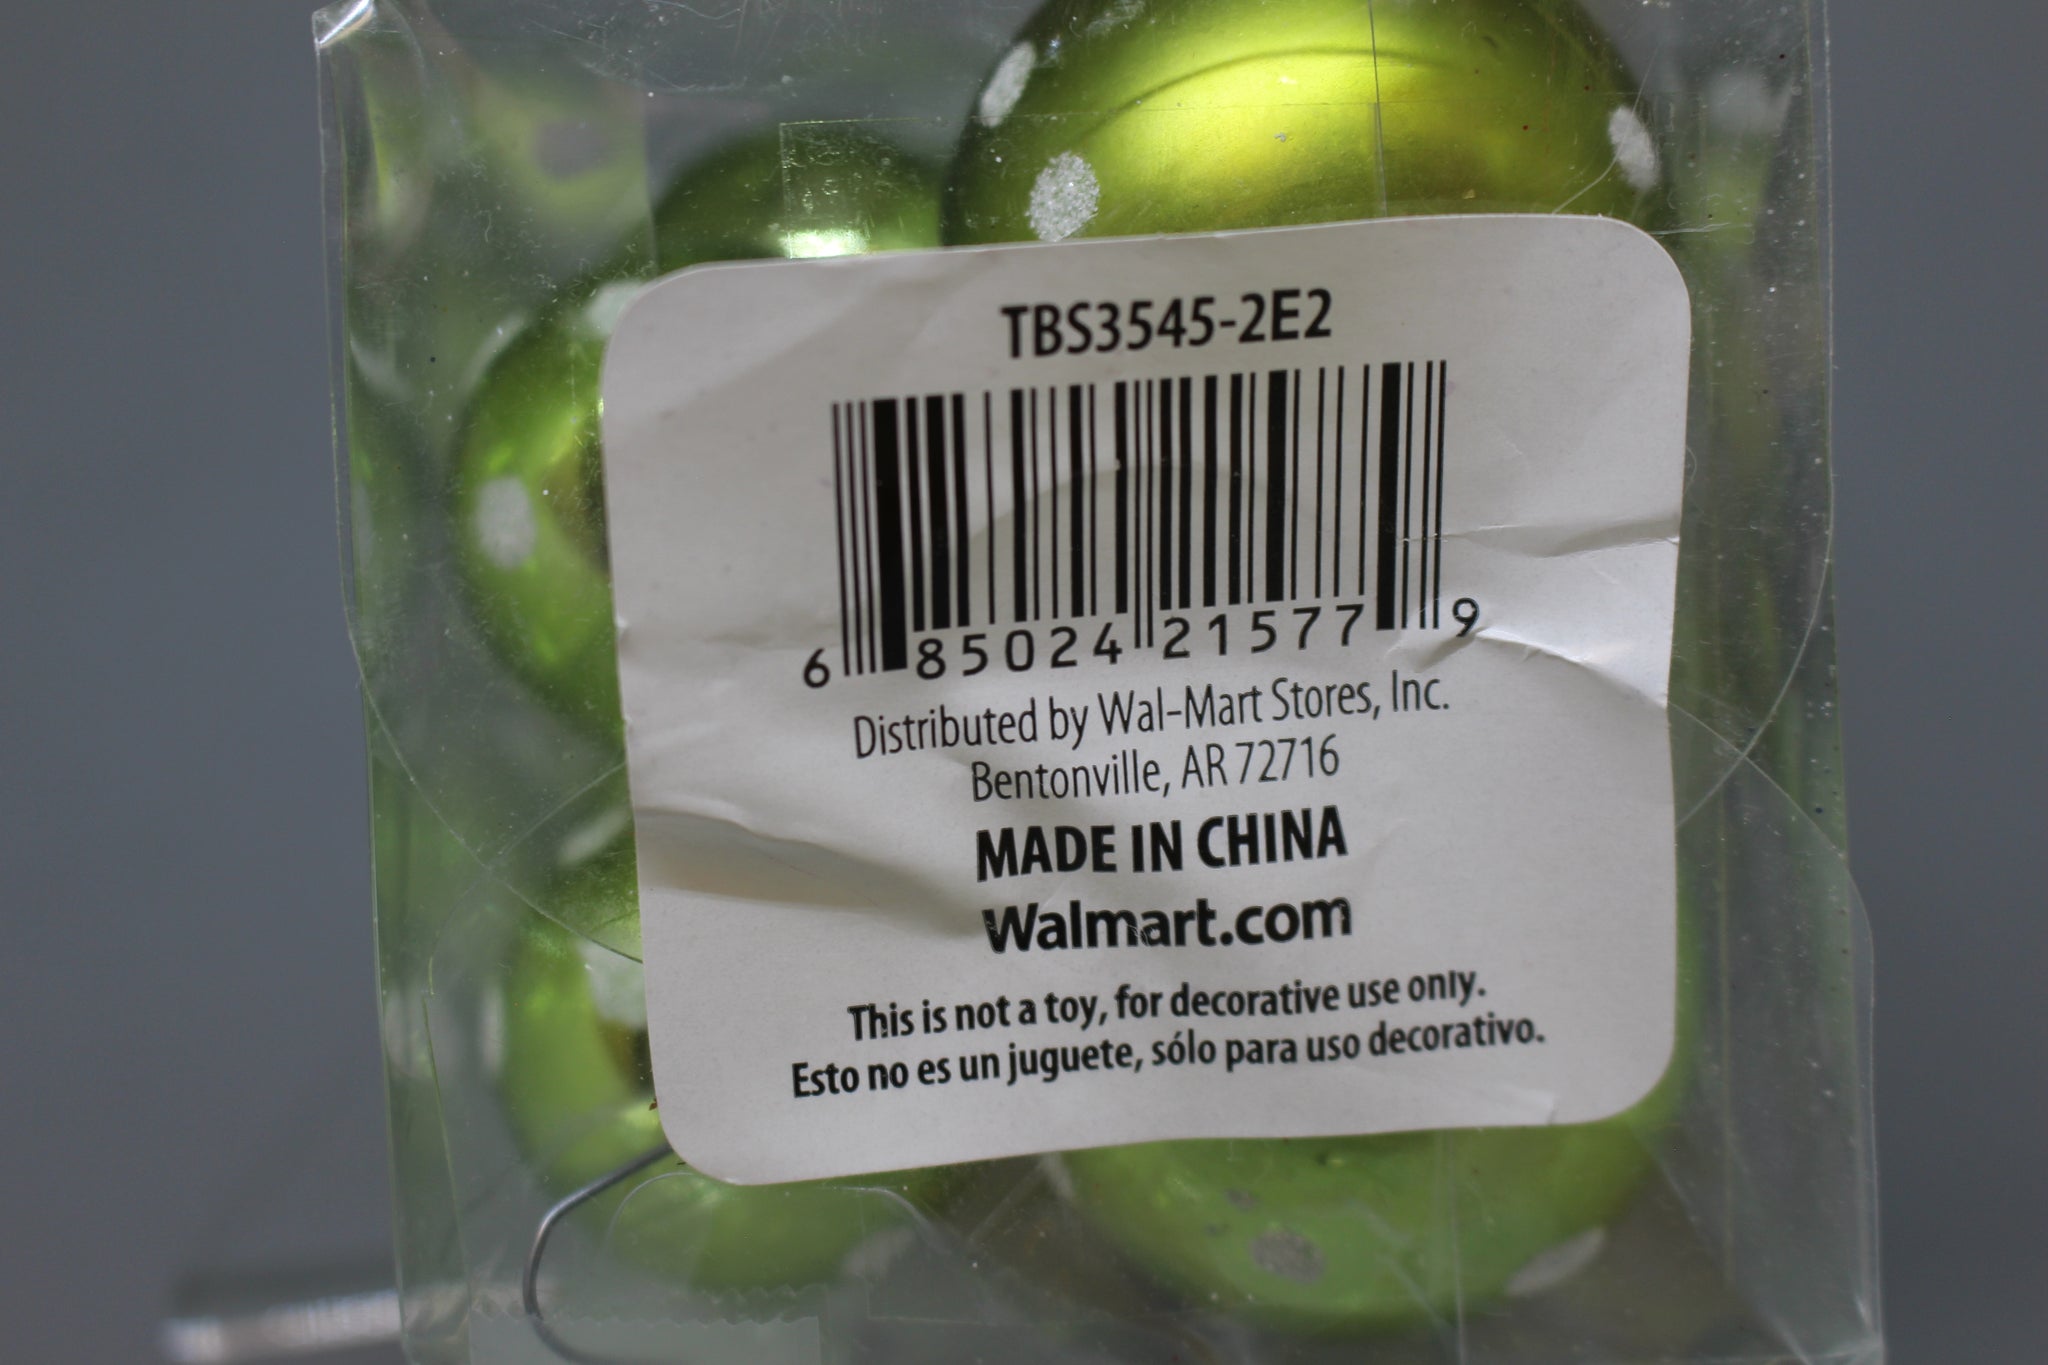 TBS3545-2E2
6 85024 21577 9
Distributed by Wal-Mart Stores, Inc.
Bentonville, AR 72716
MADE IN CHINA
Walmart.com
This is not a toy, for decorative use only.
Esto no es un juguete, sólo para uso decorativo.